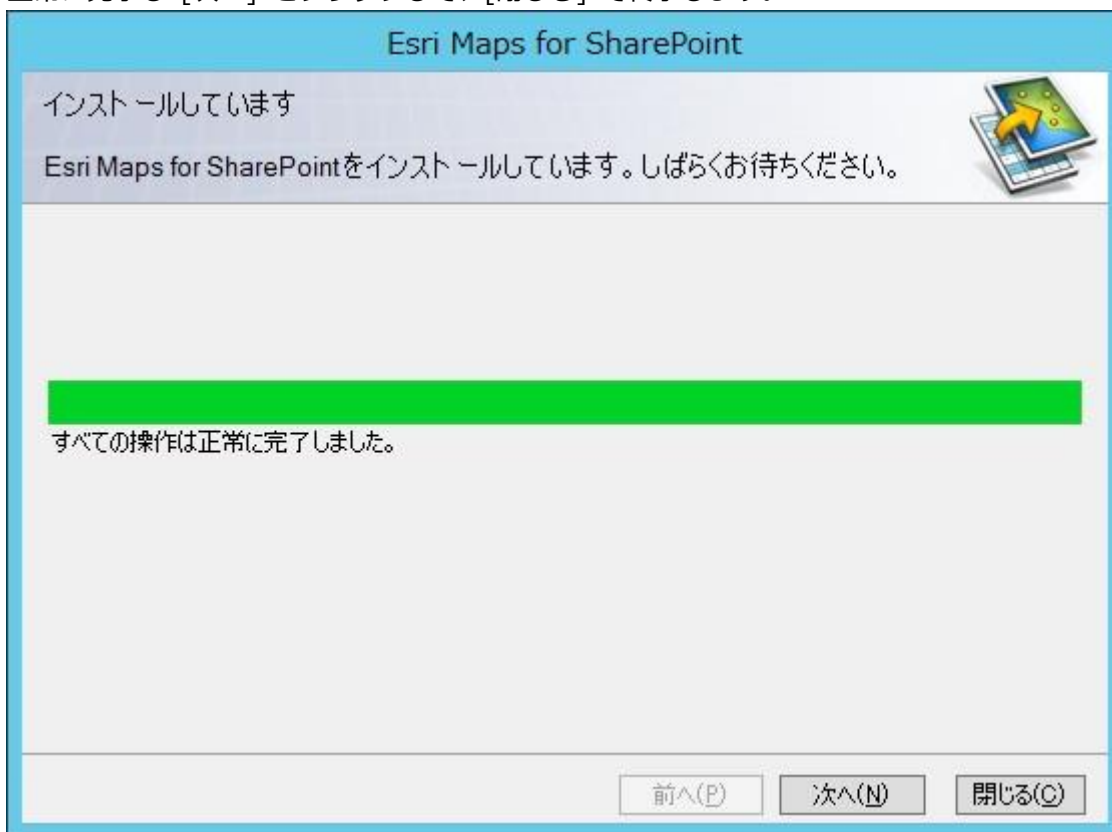 Esri Maps for SharePoint
インストールしています
Esri Maps for SharePointをインストールしています。しばらくお待ちください。
すべての操作は正常に完了しました。
前へ(P) 次へ(N) 閉じる(C)